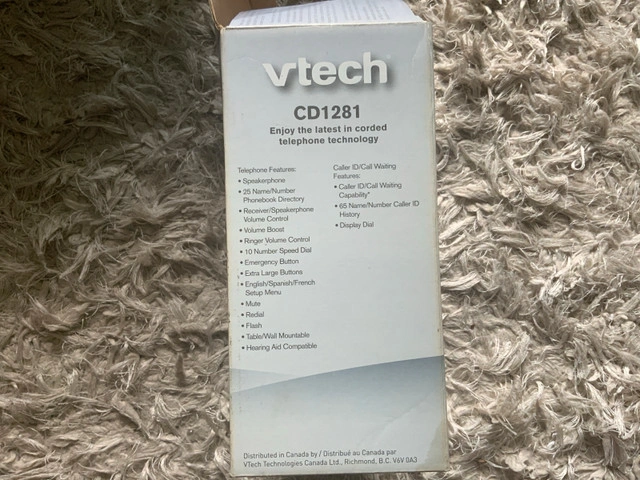 vtech
CD1281
Enjoy the latest in corded
telephone technology
Telephone Features:
• Speakerphone
• 25 Name/Number
Phonebook Directory
• Receiver/Speakerphone
Volume Control
• Volume Boost
• Ringer Volume Control
• 10 Number Speed Dial
• Emergency Button
• Extra Large Buttons
• English/Spanish/French
Setup Menu
• Mute
• Redial
• Flash
• Table/Wall Mountable
• Hearing Aid Compatible
Caller ID/Call Waiting
Features:
• Caller ID/Call Waiting
Capability*
• 65 Name/Number Caller ID
History
• Display Dial
Distributed in Canada by / Distribué au Canada par
VTech Technologies Canada Ltd., Richmond, B.C. V6V 0A3